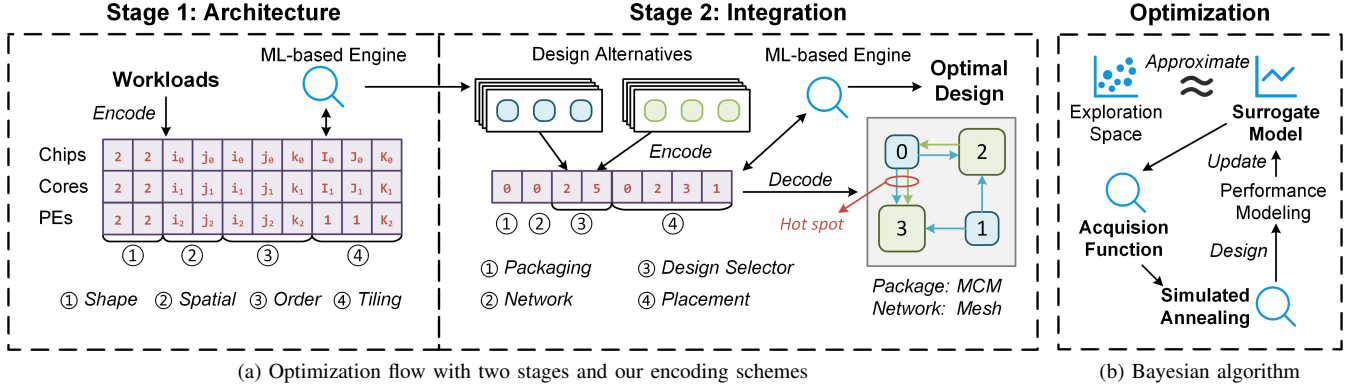 Stage 1: Architecture
Stage 2: Integration
Optimization
ML-based Engine
Workloads
Encode
Chips 2 2 i₀ j₀ i₀ j₀ k₀ I₀ J₀ K₀
Cores 2 2 i₁ j₁ i₁ j₁ k₁ I₁ J₁ K₁
PEs 2 2 i₂ j₂ i₂ j₂ k₂ 1 1 K₂
① ② ③ ④
① Shape ② Spatial ③ Order ④ Tiling
Design Alternatives
ML-based Engine
Optimal
Design
Encode
0 0 2 5 0 2 3 1
Decode
① ② ③ ④
Hot spot
0 2
3 1
① Packaging ③ Design Selector
② Network ④ Placement
Package: MCM
Network: Mesh
Approximate
Exploration
Space
Surrogate
Model
Update
Performance
Modeling
Acquision
Function
Design
Simulated
Annealing
(a) Optimization flow with two stages and our encoding schemes
(b) Bayesian algorithm